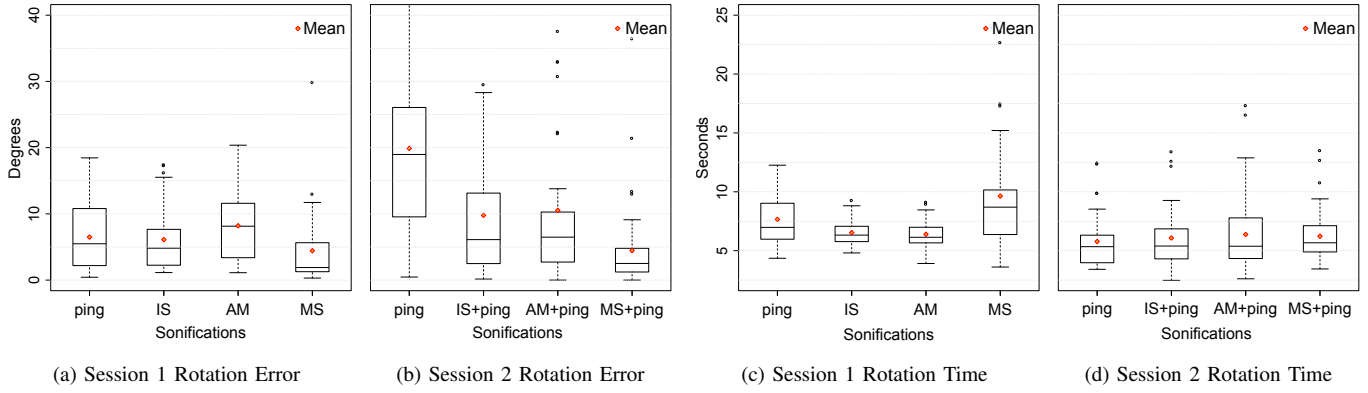 Mean
Degrees
0 10 20 30 40
ping IS AM MS
Sonifications
(a) Session 1 Rotation Error
Mean
ping IS+ping AM+ping MS+ping
Sonifications
(b) Session 2 Rotation Error
Mean
Seconds
5 10 15 20 25
ping IS AM MS
Sonifications
(c) Session 1 Rotation Time
Mean
ping IS+ping AM+ping MS+ping
Sonifications
(d) Session 2 Rotation Time